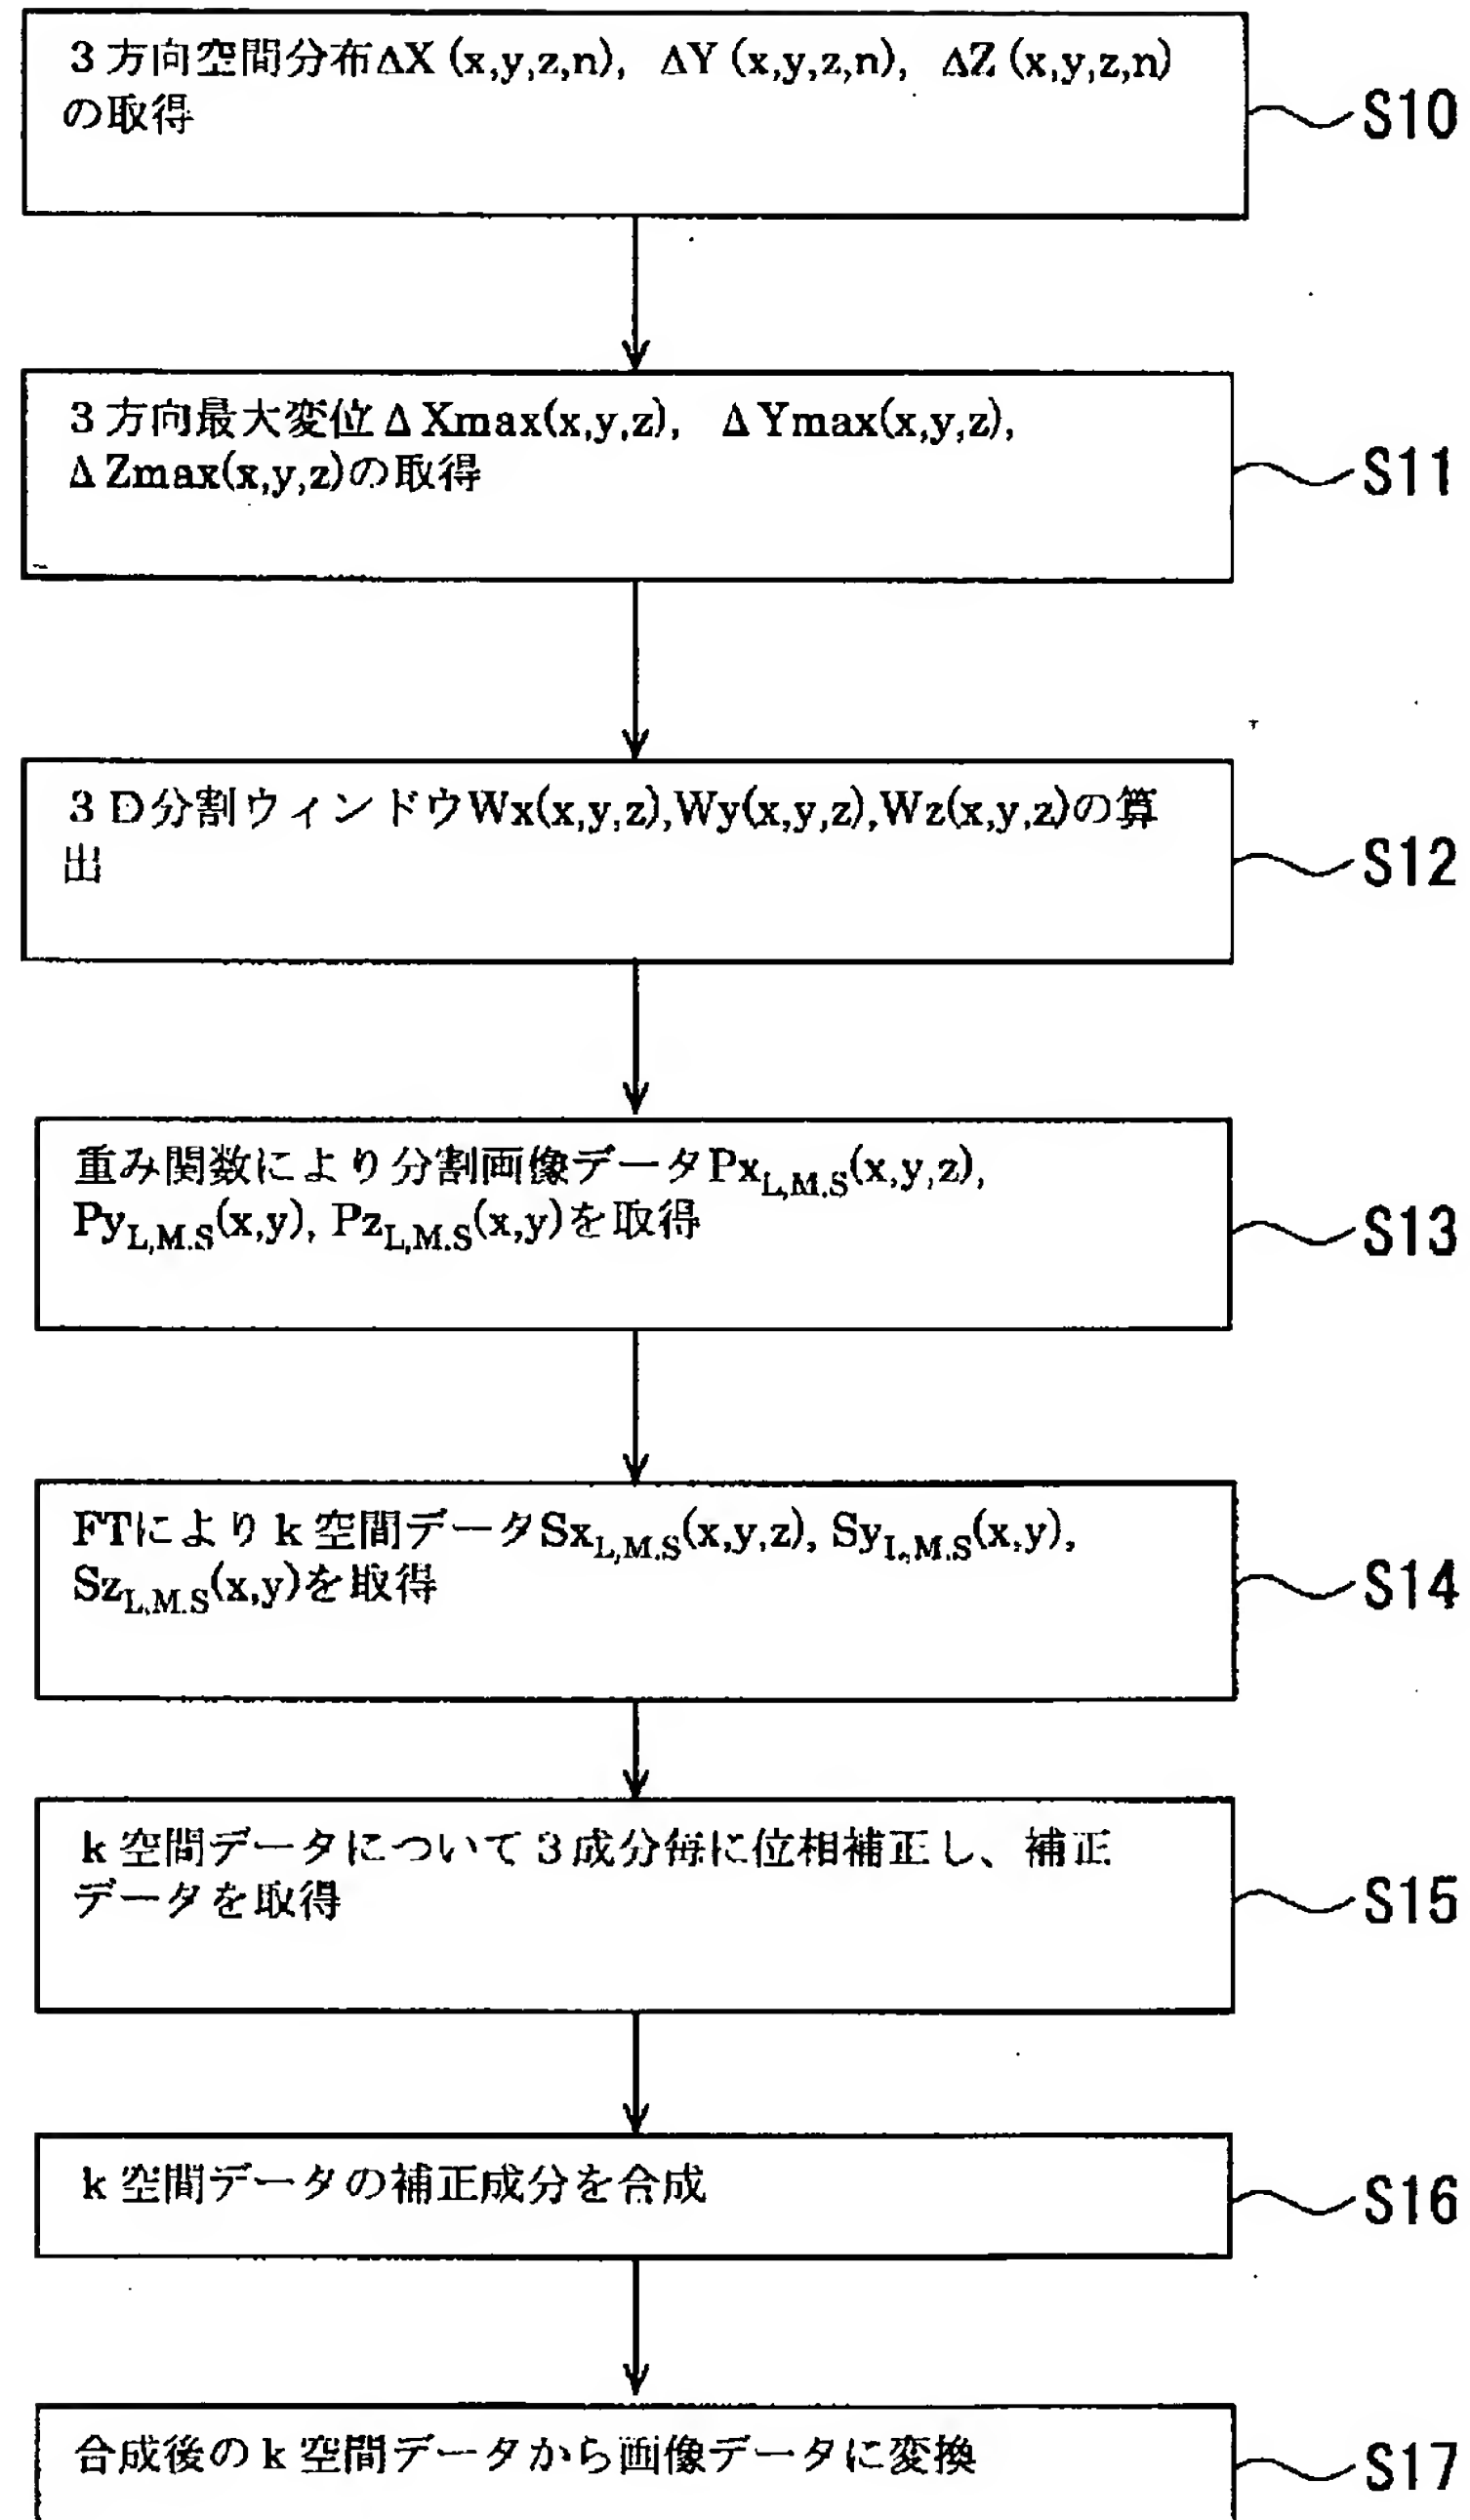 3方向空間分布ΔX(x,y,z,n), ΔY(x,y,z,n), ΔZ(x,y,z,n)
の取得
S10
3方向最大変位ΔXmax(x,y,z), ΔYmax(x,y,z),
ΔZmax(x,y,z)の取得
S11
3D分割ウィンドウWx(x,y,z),Wy(x,y,z),Wz(x,y,z)の算
出
S12
重み関数により分割画像データPxL,M.S(x,y,z),
PyL,M.S(x,y), PzL,M.S(x,y)を取得
S13
FTによりk空間データSxL,M.S(x,y,z), SyL,M.S(x,y),
SzL.M.S(x,y)を取得
S14
k空間データについて3成分毎に位相補正し、補正
データを取得
S15
k空間データの補正成分を合成
S16
合成後のk空間データから画像データに変換
S17